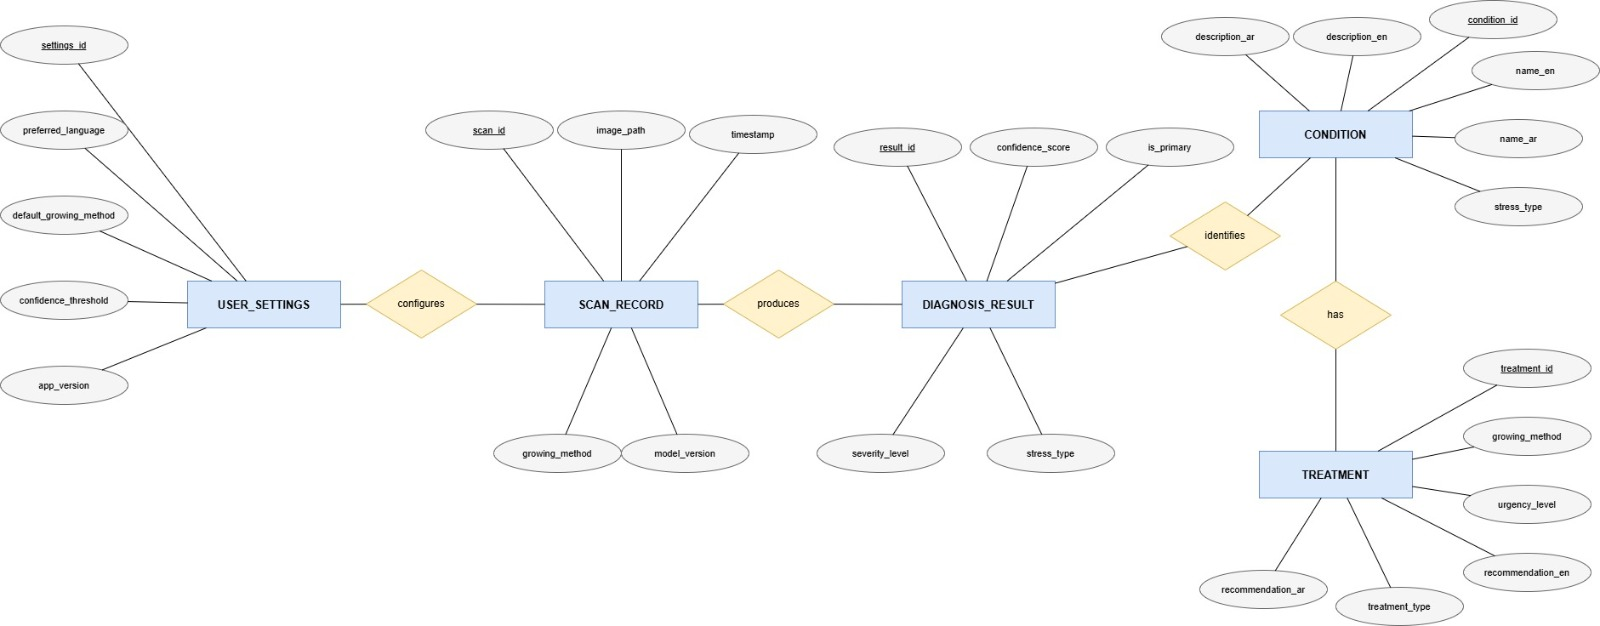 settings_id
preferred_language
default_growing_method
confidence_threshold
app_version
USER_SETTINGS
configures
scan_id
image_path
timestamp
SCAN_RECORD
growing_method
model_version
produces
result_id
confidence_score
is_primary
DIAGNOSIS_RESULT
severity_level
stress_type
identifies
description_ar
description_en
condition_id
name_en
name_ar
stress_type
CONDITION
has
TREATMENT
treatment_id
growing_method
urgency_level
recommendation_en
treatment_type
recommendation_ar